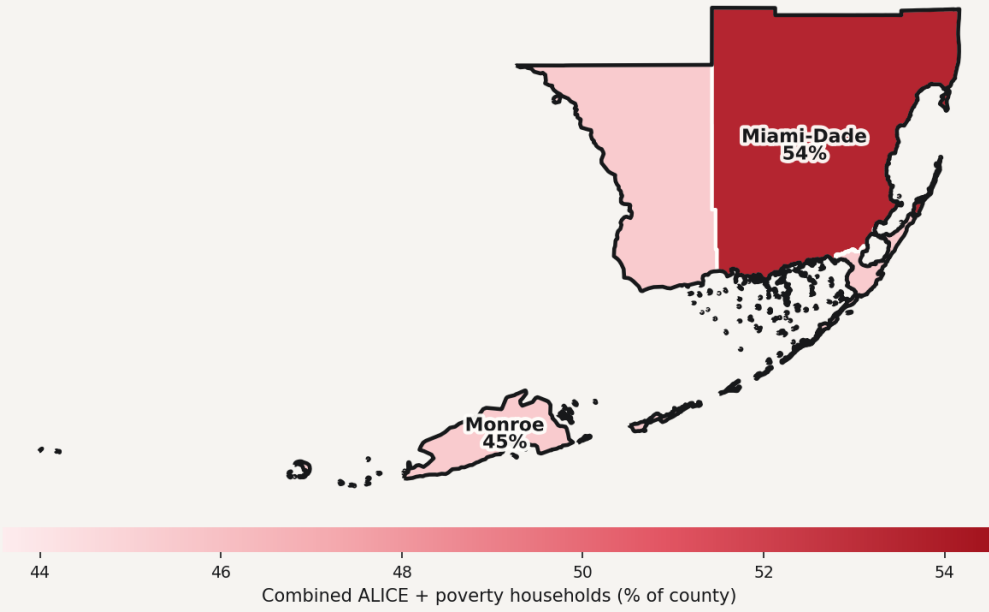 Miami-Dade
54%
Monroe
45%
44 46 48 50 52 54
Combined ALICE + poverty households (% of county)